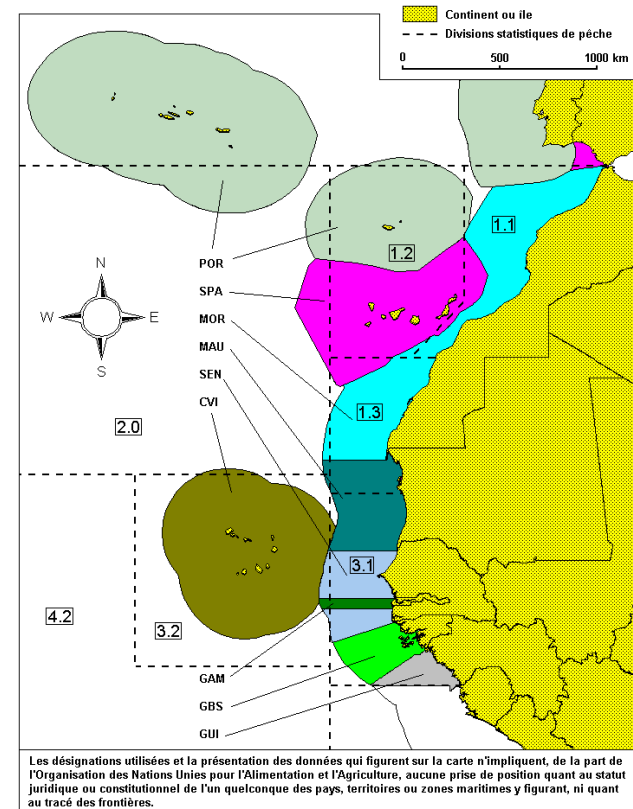 Continent ou île
Divisions statistiques de pêche
0 500 1000 km
1.1
1.2
POR
SPA
N
MOR
W E
MAU
SEN
S
CVI
1.3
2.0
3.1
4.2
3.2
GAM
GBS
GUI
Les désignations utilisées et la présentation des données qui figurent sur la carte n'impliquent, de la part de
l'Organisation des Nations Unies pour l'Alimentation et l'Agriculture, aucune prise de position quant au statut
juridique ou constitutionnel de l'un quelconque des pays, territoires ou zones maritimes y figurant, ni quant
au tracé des frontières.